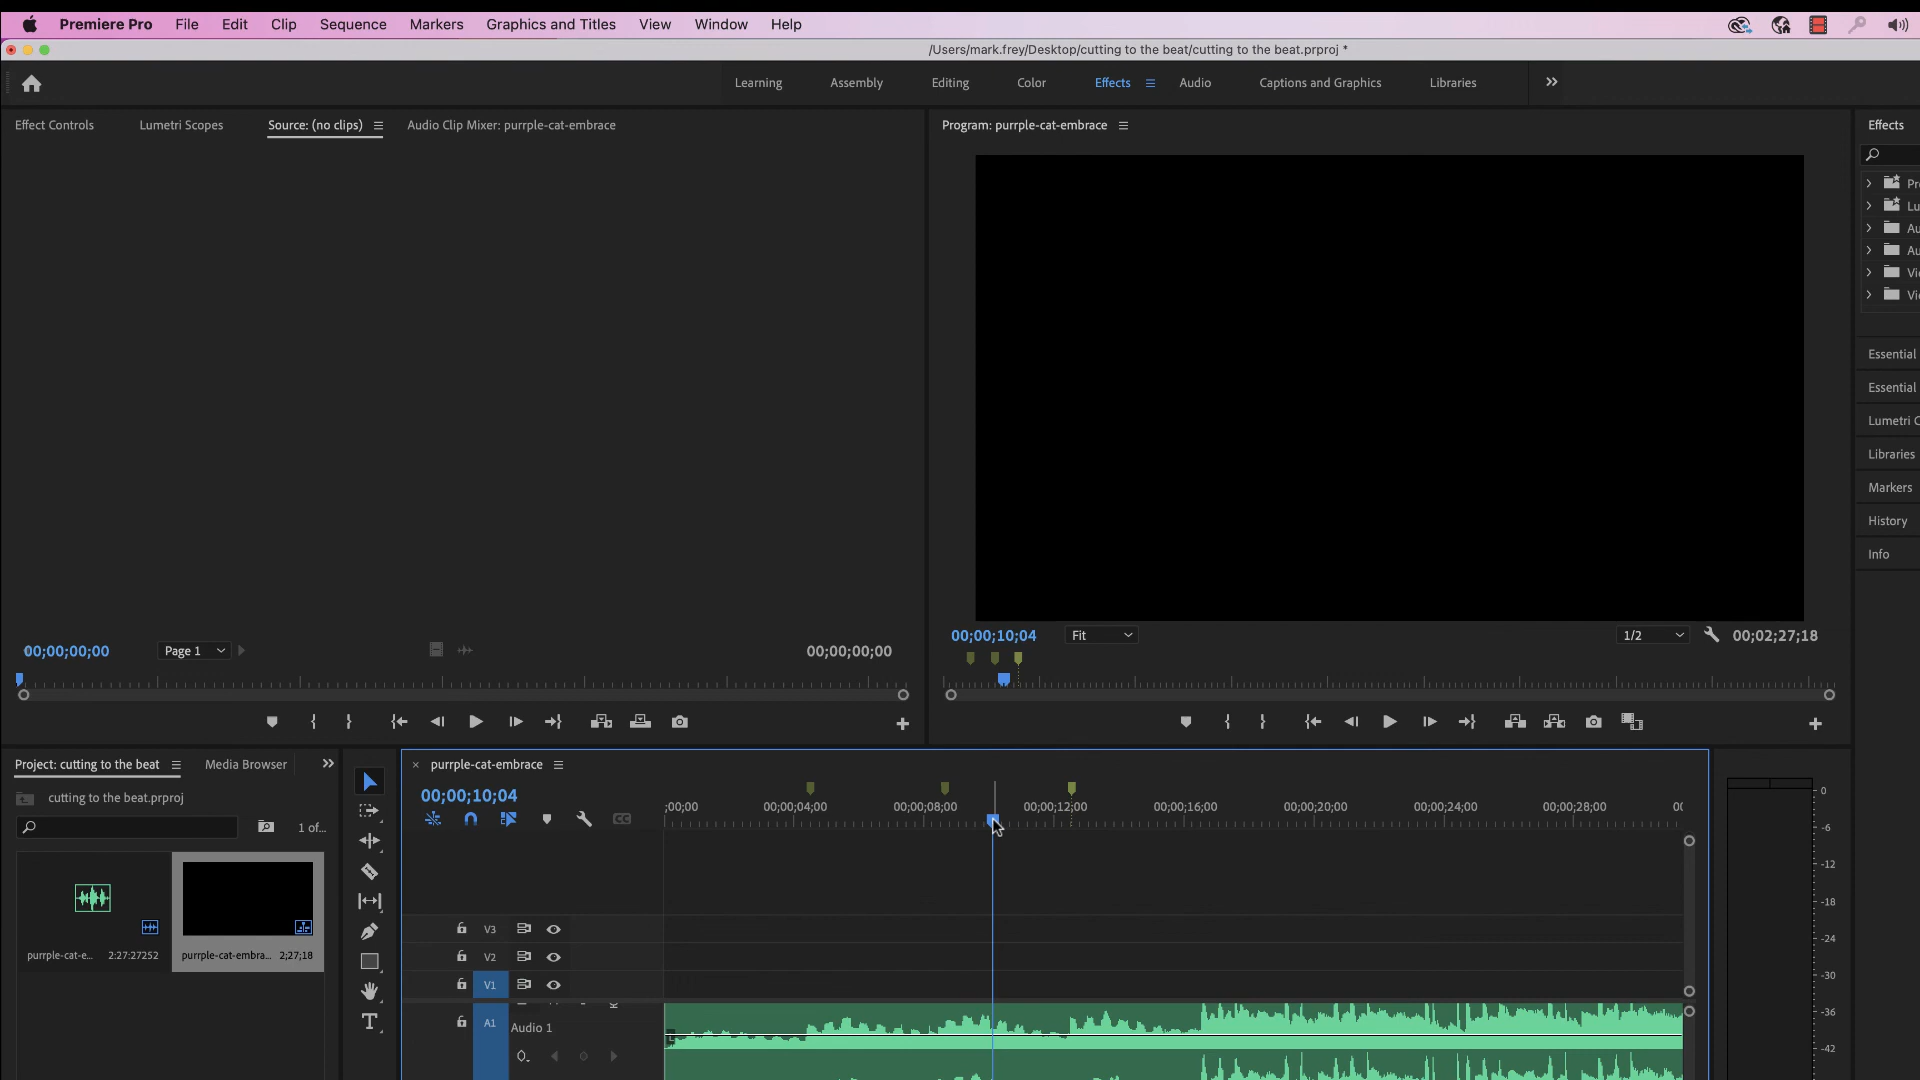 Premiere Pro File Edit Clip Sequence Markers Graphics and Titles View Window Help
/Users/mark.frey/Desktop/cutting to the beat/cutting to the beat.prproj *
Learning Assembly Editing Color Effects Audio Captions and Graphics Libraries
Effect Controls Lumetri Scopes Source: (no clips) Audio Clip Mixer: purrple-cat-embrace
Program: purrple-cat-embrace
Effects
Pr
Lu
Au
Au
Vi
Vi
Essential
Essential
Lumetri C
Libraries
Markers
History
Info
00;00;00;00 Page 1 00;00;00;00
00;00;10;04 Fit 1/2 00;02;27;18
Project: cutting to the beat Media Browser
cutting to the beat.prproj
1 of...
purrple-cat-e... 2:27:27252
purrple-cat-embra... 2;27;18
purrple-cat-embrace
00;00;10;04
;00;00 00;00;04;00 00;00;08;00 00;00;12;00 00;00;16;00 00;00;20;00 00;00;24;00 00;00;28;00
CC
V3
V2
V1
A1 Audio 1
T
0
-6
-12
-18
-24
-30
-36
-42